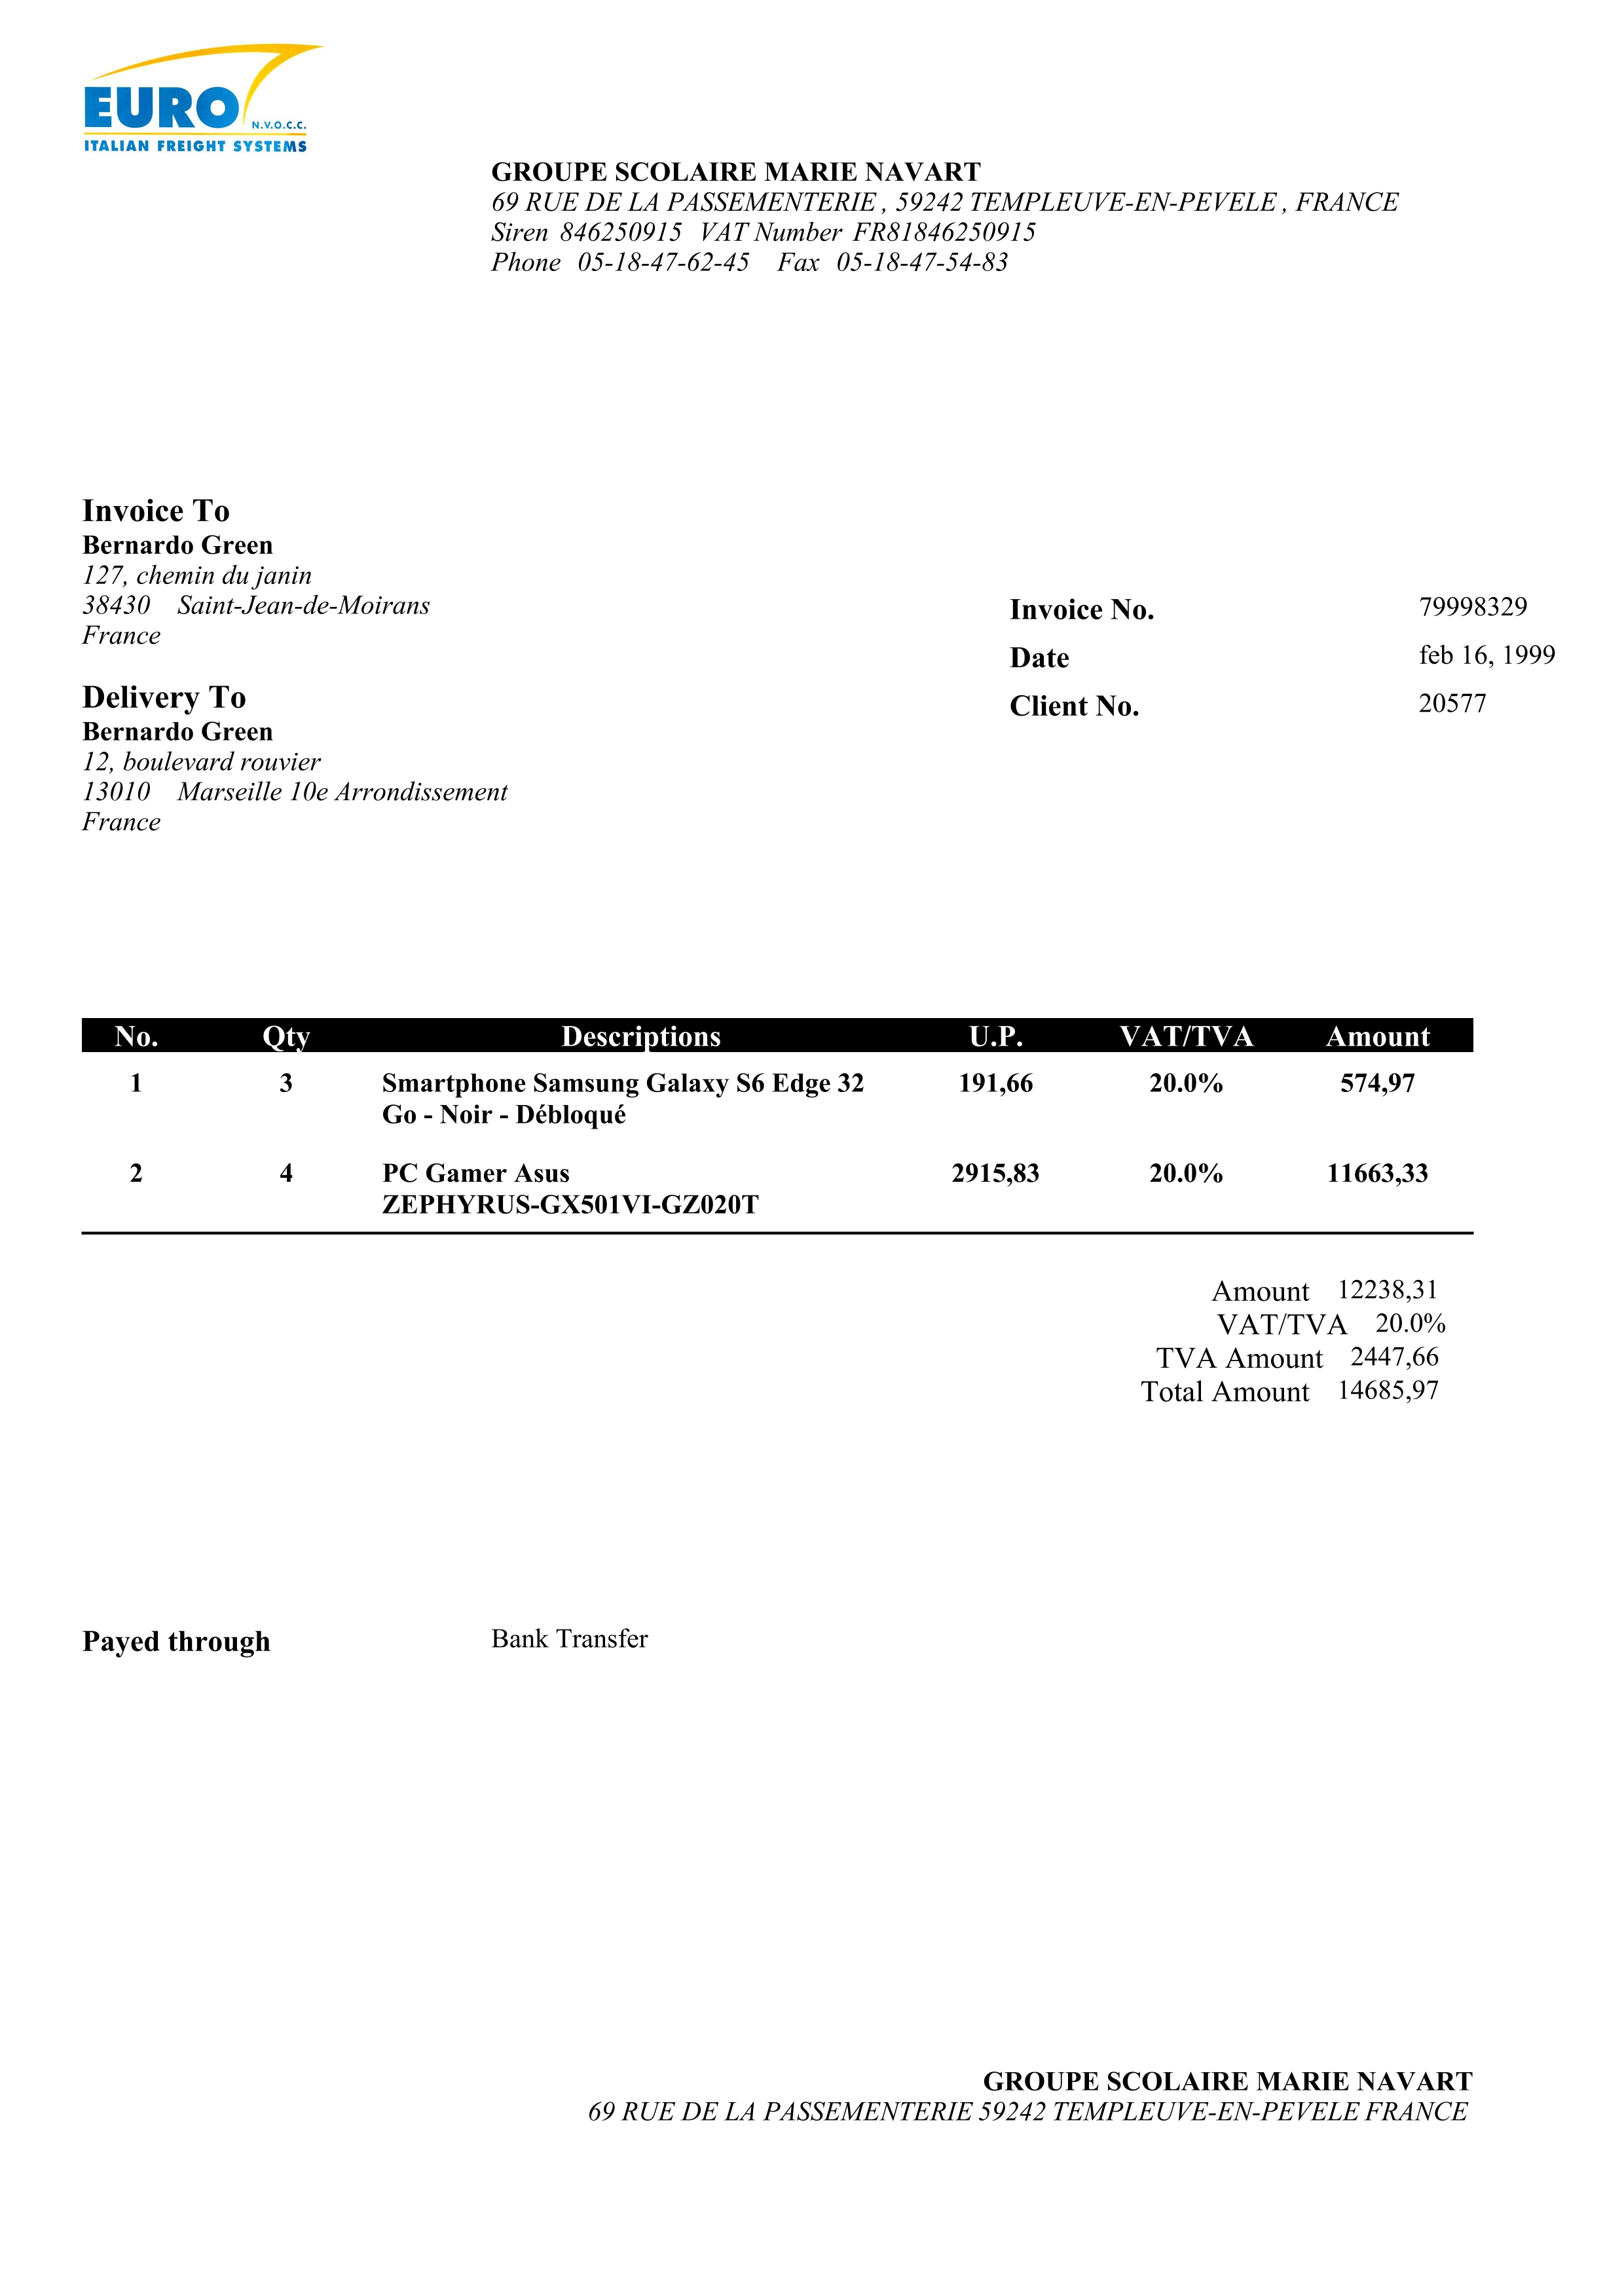 EURO
N.V.O.C.C.
ITALIAN FREIGHT SYSTEMS
GROUPE SCOLAIRE MARIE NAVART
69 RUE DE LA PASSEMENTERIE , 59242 TEMPLEUVE-EN-PEVELE , FRANCE
Siren 846250915 VAT Number FR81846250915
Phone 05-18-47-62-45 Fax 05-18-47-54-83
Invoice To
Bernardo Green
127, chemin du janin
38430 Saint-Jean-de-Moirans
France
Invoice No. 79998329
Date feb 16, 1999
Client No. 20577
Delivery To
Bernardo Green
12, boulevard rouvier
13010 Marseille 10e Arrondissement
France
No. Qty Descriptions U.P. VAT/TVA Amount
1 3 Smartphone Samsung Galaxy S6 Edge 32 191,66 20.0% 574,97
Go - Noir - Débloqué
2 4 PC Gamer Asus 2915,83 20.0% 11663,33
ZEPHYRUS-GX501VI-GZ020T
Amount 12238,31
VAT/TVA 20.0%
TVA Amount 2447,66
Total Amount 14685,97
Payed through Bank Transfer
GROUPE SCOLAIRE MARIE NAVART
69 RUE DE LA PASSEMENTERIE 59242 TEMPLEUVE-EN-PEVELE FRANCE